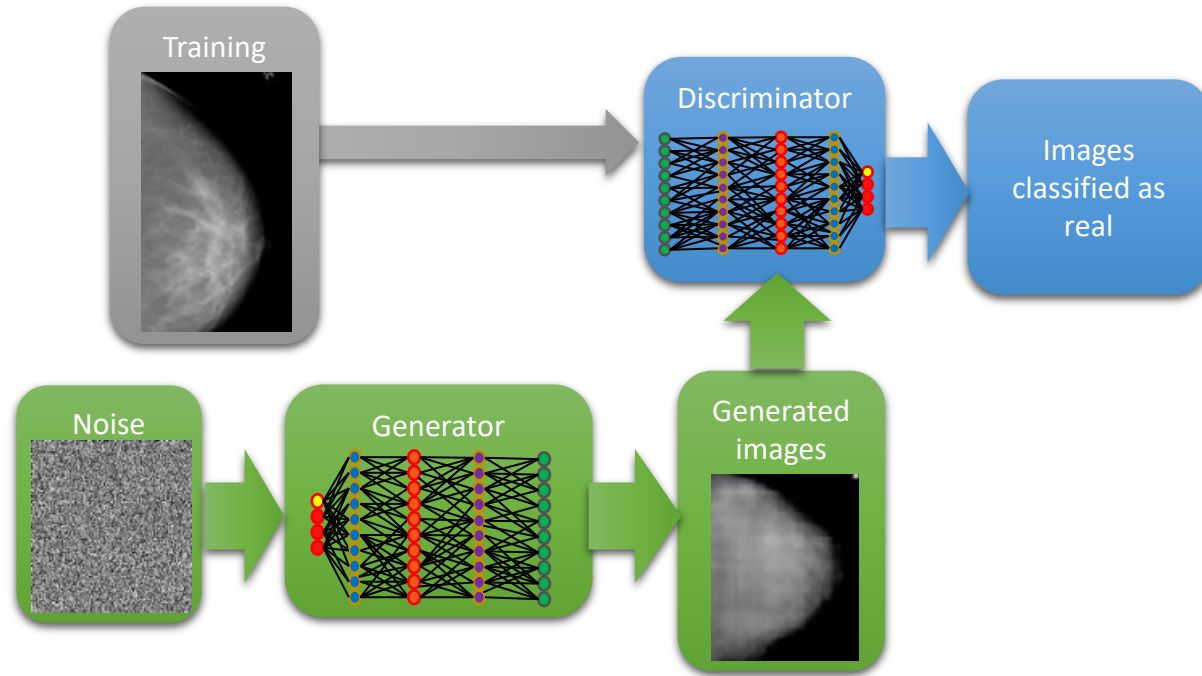 Training
Discriminator
Images
classified as
real
Noise
Generator
Generated
images